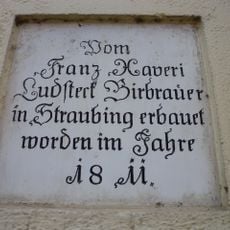 Vom
Franz Xaveri
Ludsteck Birbrauer
in Straubing erbauet
worden im Jahre
18 11.